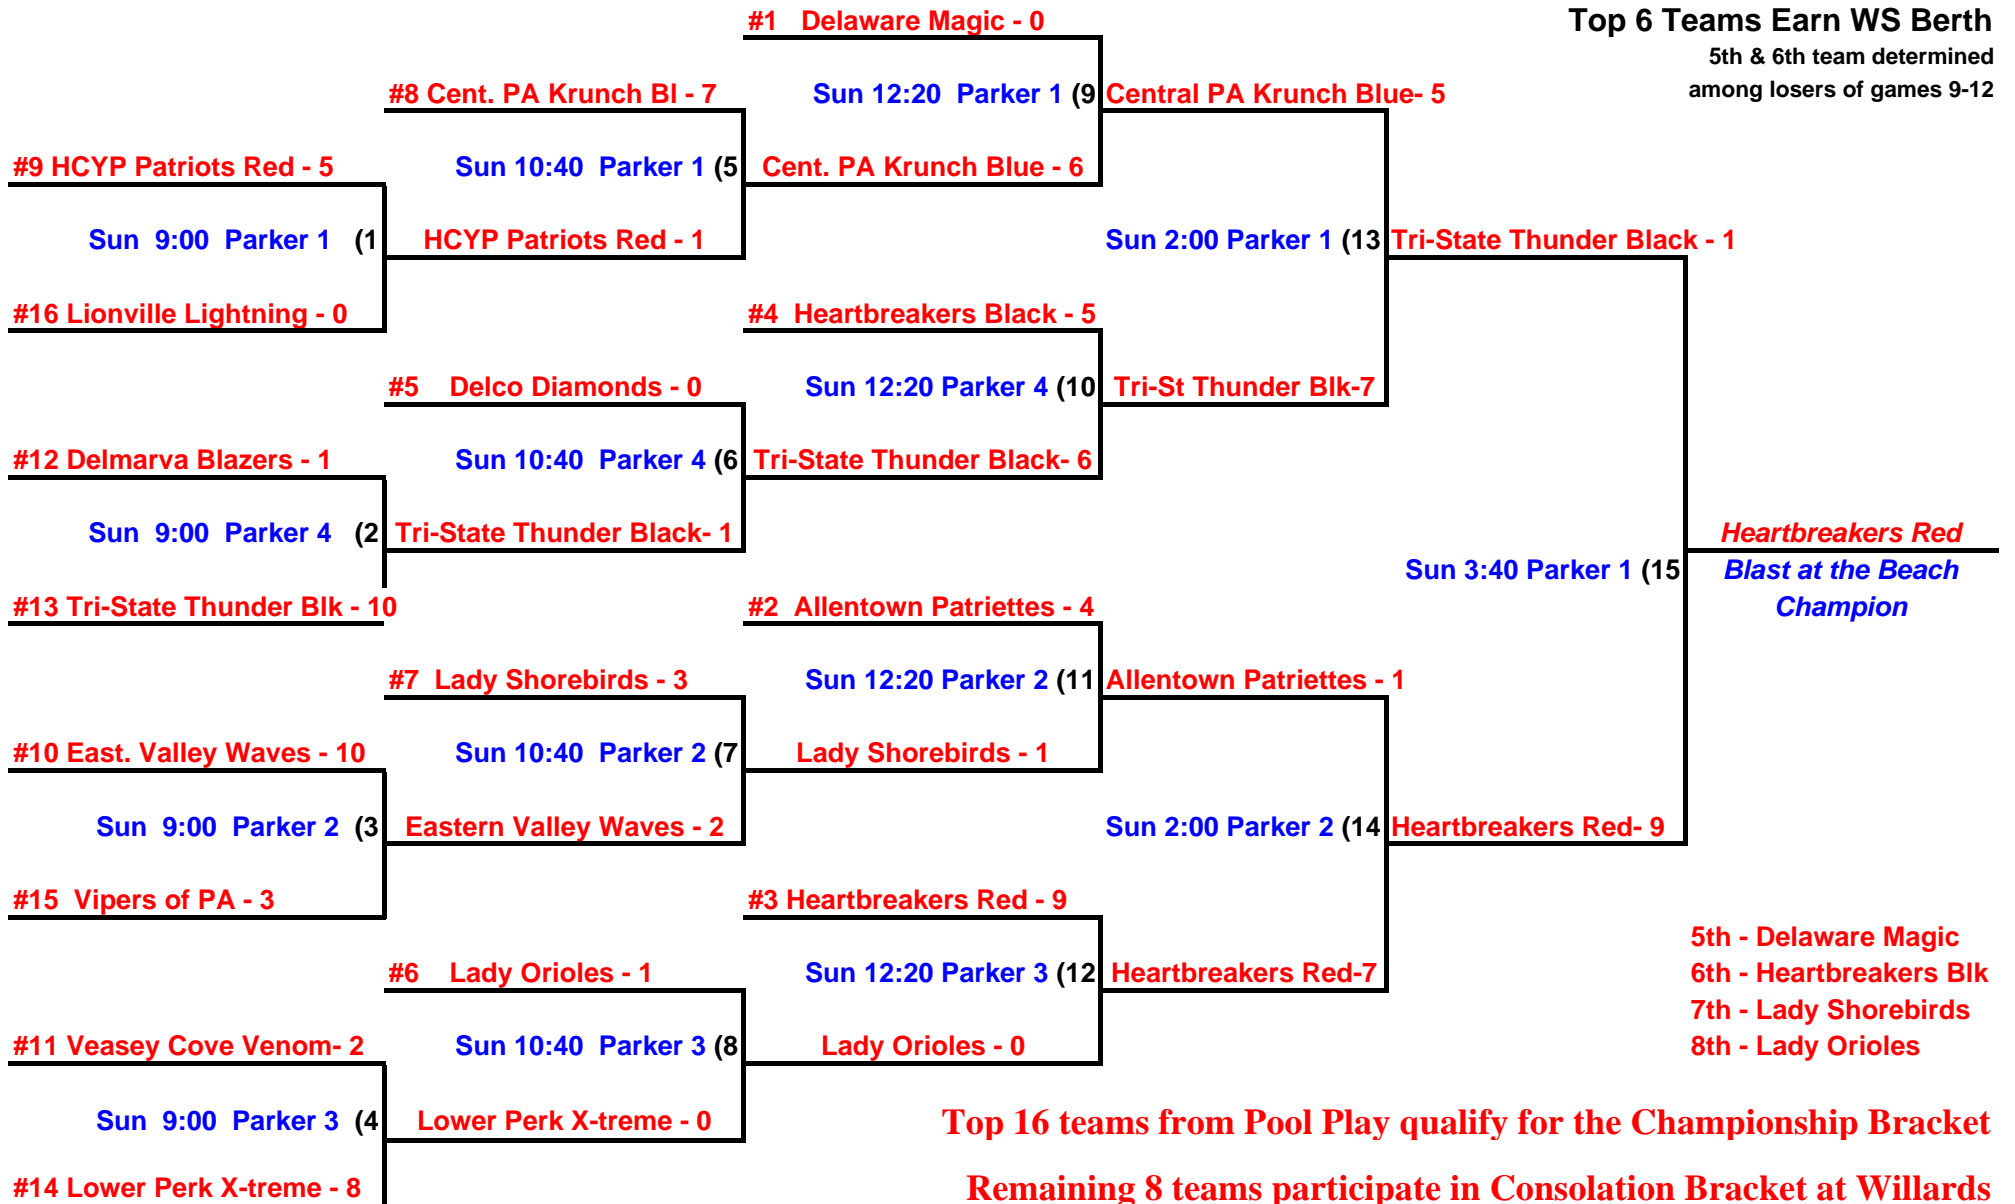 #1 Delaware Magic - 0
Top 6 Teams Earn WS Berth
5th & 6th team determined
among losers of games 9-12
#8 Cent. PA Krunch Bl - 7
Sun 12:20 Parker 1 (9
Central PA Krunch Blue- 5
#9 HCYP Patriots Red - 5
Sun 10:40 Parker 1 (5
Cent. PA Krunch Blue - 6
Sun 9:00 Parker 1 (1
HCYP Patriots Red - 1
Sun 2:00 Parker 1 (13
Tri-State Thunder Black - 1
#16 Lionville Lightning - 0
#4 Heartbreakers Black - 5
#5 Delco Diamonds - 0
Sun 12:20 Parker 4 (10
Tri-St Thunder Blk-7
#12 Delmarva Blazers - 1
Sun 10:40 Parker 4 (6
Tri-State Thunder Black- 6
Sun 9:00 Parker 4 (2
Tri-State Thunder Black- 1
Heartbreakers Red
Sun 3:40 Parker 1 (15
Blast at the Beach
Champion
#13 Tri-State Thunder Blk - 10
#2 Allentown Patriettes - 4
#7 Lady Shorebirds - 3
Sun 12:20 Parker 2 (11
Allentown Patriettes - 1
#10 East. Valley Waves - 10
Sun 10:40 Parker 2 (7
Lady Shorebirds - 1
Sun 9:00 Parker 2 (3
Eastern Valley Waves - 2
Sun 2:00 Parker 2 (14
Heartbreakers Red- 9
#15 Vipers of PA - 3
#3 Heartbreakers Red - 9
5th - Delaware Magic
#6 Lady Orioles - 1
Sun 12:20 Parker 3 (12
Heartbreakers Red-7
6th - Heartbreakers Blk
7th - Lady Shorebirds
#11 Veasey Cove Venom- 2
Sun 10:40 Parker 3 (8
Lady Orioles - 0
8th - Lady Orioles
Sun 9:00 Parker 3 (4
Lower Perk X-treme - 0
Top 16 teams from Pool Play qualify for the Championship Bracket
#14 Lower Perk X-treme - 8
Remaining 8 teams participate in Consolation Bracket at Willards